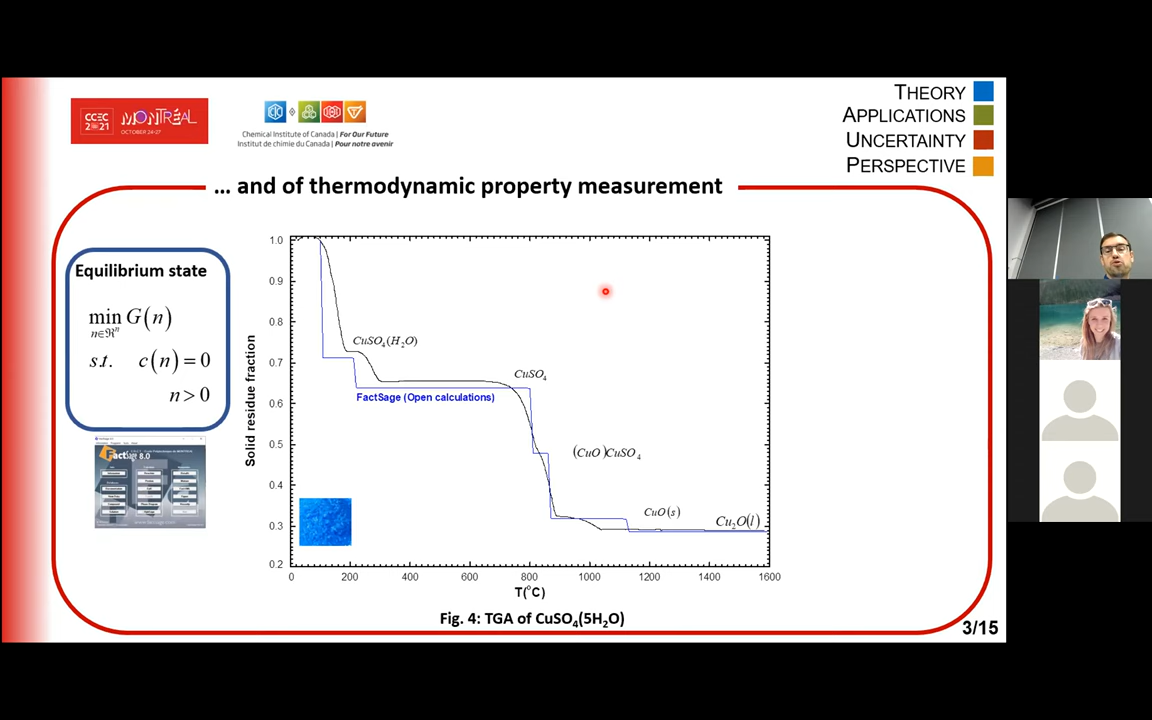 CCEC
2021
MONTRÉAL
OCTOBER 24-27
Chemical Institute of Canada | For Our Future
Institut de chimie du Canada | Pour notre avenir
THEORY
APPLICATIONS
UNCERTAINTY
PERSPECTIVE
... and of thermodynamic property measurement
Equilibrium state
min G(n)
n∈ℜⁿ
s.t. c(n) = 0
n > 0
FactSage 8.0
www.factsage.com
Solid residue fraction
1.0
0.9
0.8
0.7
0.6
0.5
0.4
0.3
0.2
CuSO₄(H₂O)
CuSO₄
FactSage (Open calculations)
(CuO)CuSO₄
CuO(s)
Cu₂O(l)
0 200 400 600 800 1000 1200 1400 1600
T(°C)
Fig. 4: TGA of CuSO₄(5H₂O)
3/15